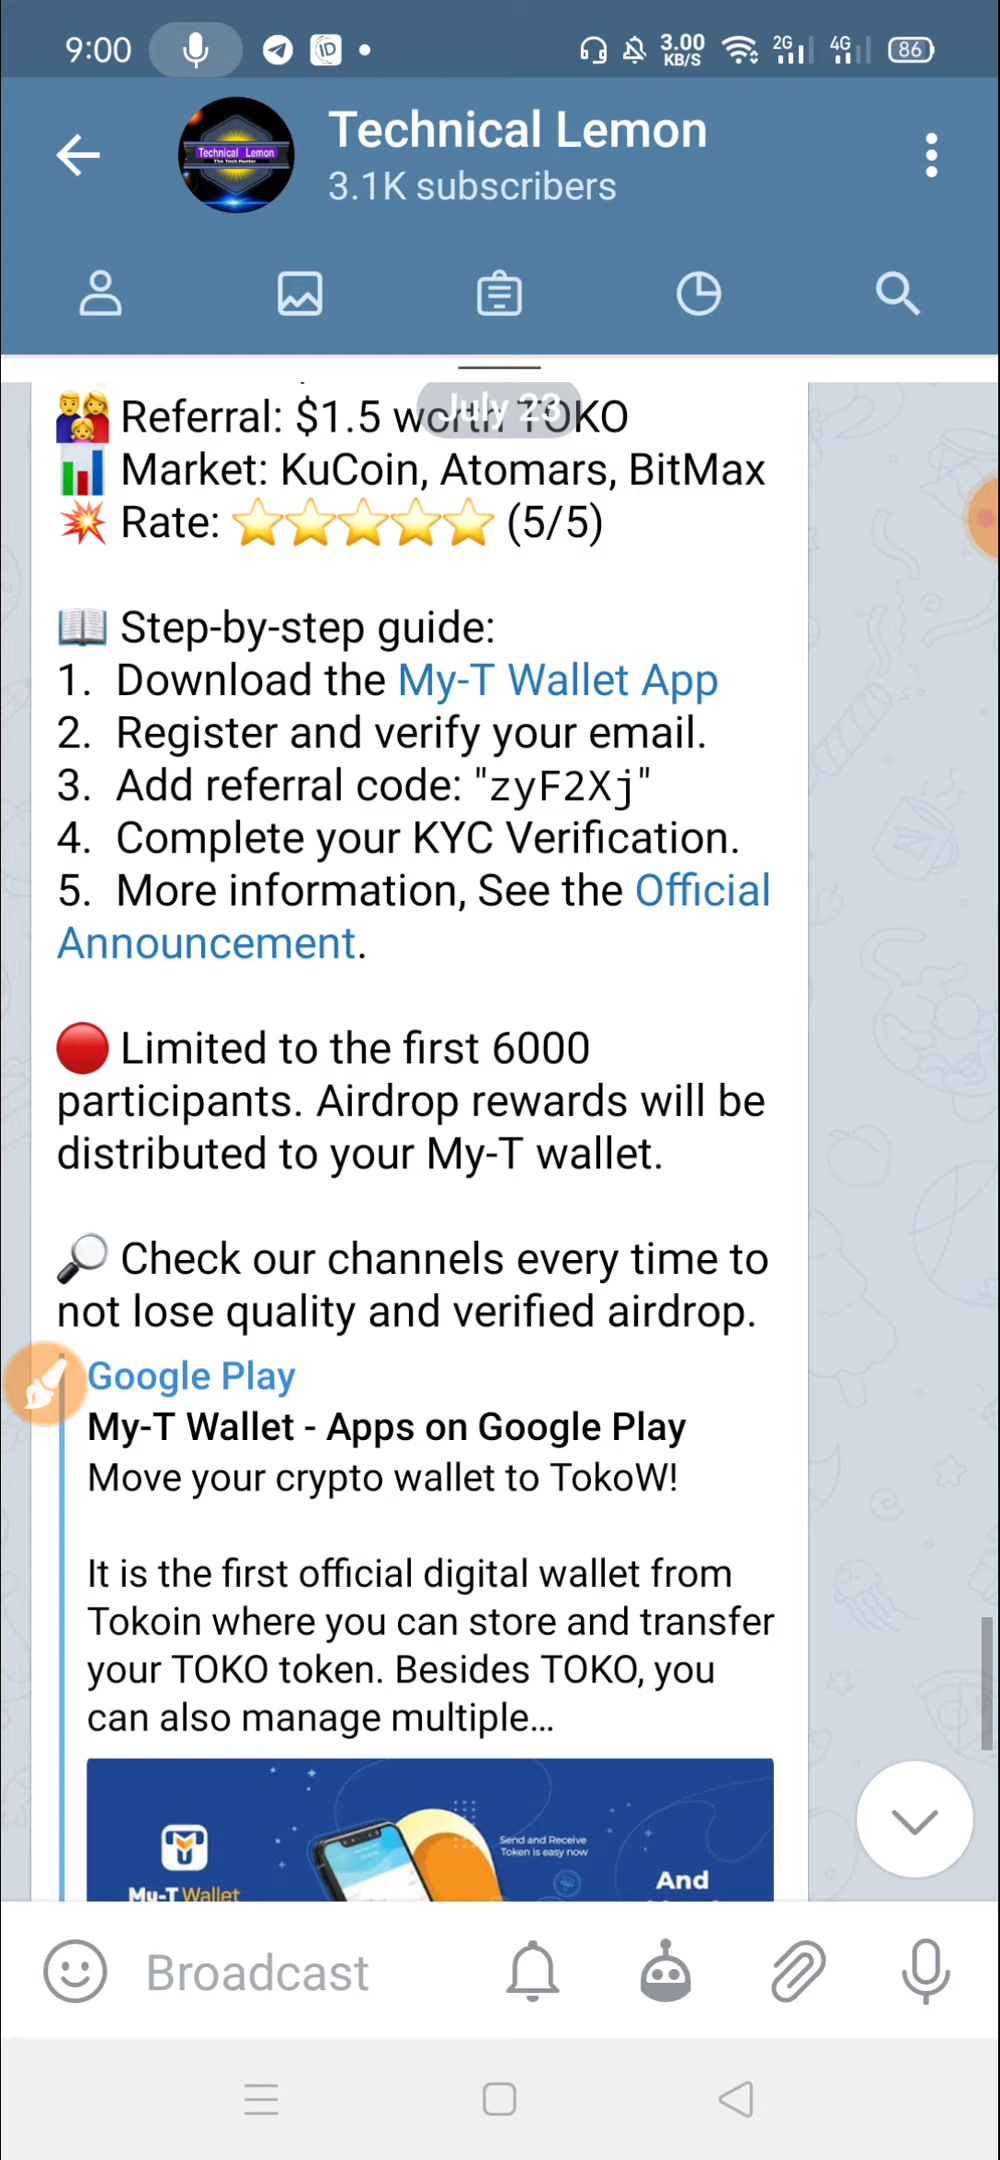 9:00
3.00
KB/S
2G
4G
86
Technical Lemon
Technical Lemon
3.1K subscribers
July 23
👨‍👩‍👧 Referral: $1.5 worth TOKO
📊 Market: KuCoin, Atomars, BitMax
💥 Rate: ⭐⭐⭐⭐⭐ (5/5)
📖 Step-by-step guide:
1. Download the My-T Wallet App
2. Register and verify your email.
3. Add referral code: "zyF2Xj"
4. Complete your KYC Verification.
5. More information, See the Official
Announcement.
🔴 Limited to the first 6000
participants. Airdrop rewards will be
distributed to your My-T wallet.
🔎 Check our channels every time to
not lose quality and verified airdrop.
Google Play
My-T Wallet - Apps on Google Play
Move your crypto wallet to TokoW!
It is the first official digital wallet from
Tokoin where you can store and transfer
your TOKO token. Besides TOKO, you
can also manage multiple...
Send and Receive
Token is easy now
And
My-T Wallet
Broadcast